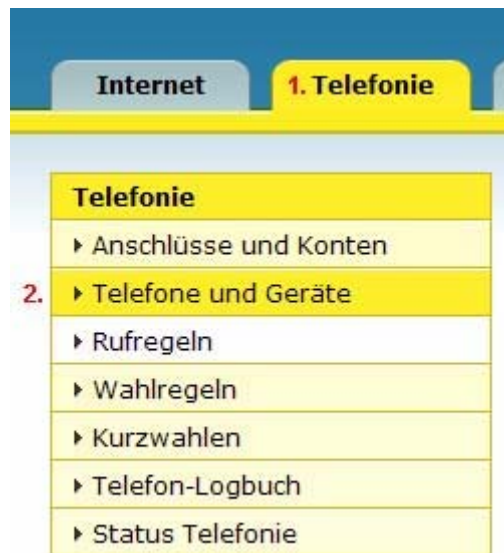 Internet 1. Telefonie
Telefonie
Anschlüsse und Konten
2. Telefone und Geräte
Rufregeln
Wahlregeln
Kurzwahlen
Telefon-Logbuch
Status Telefonie